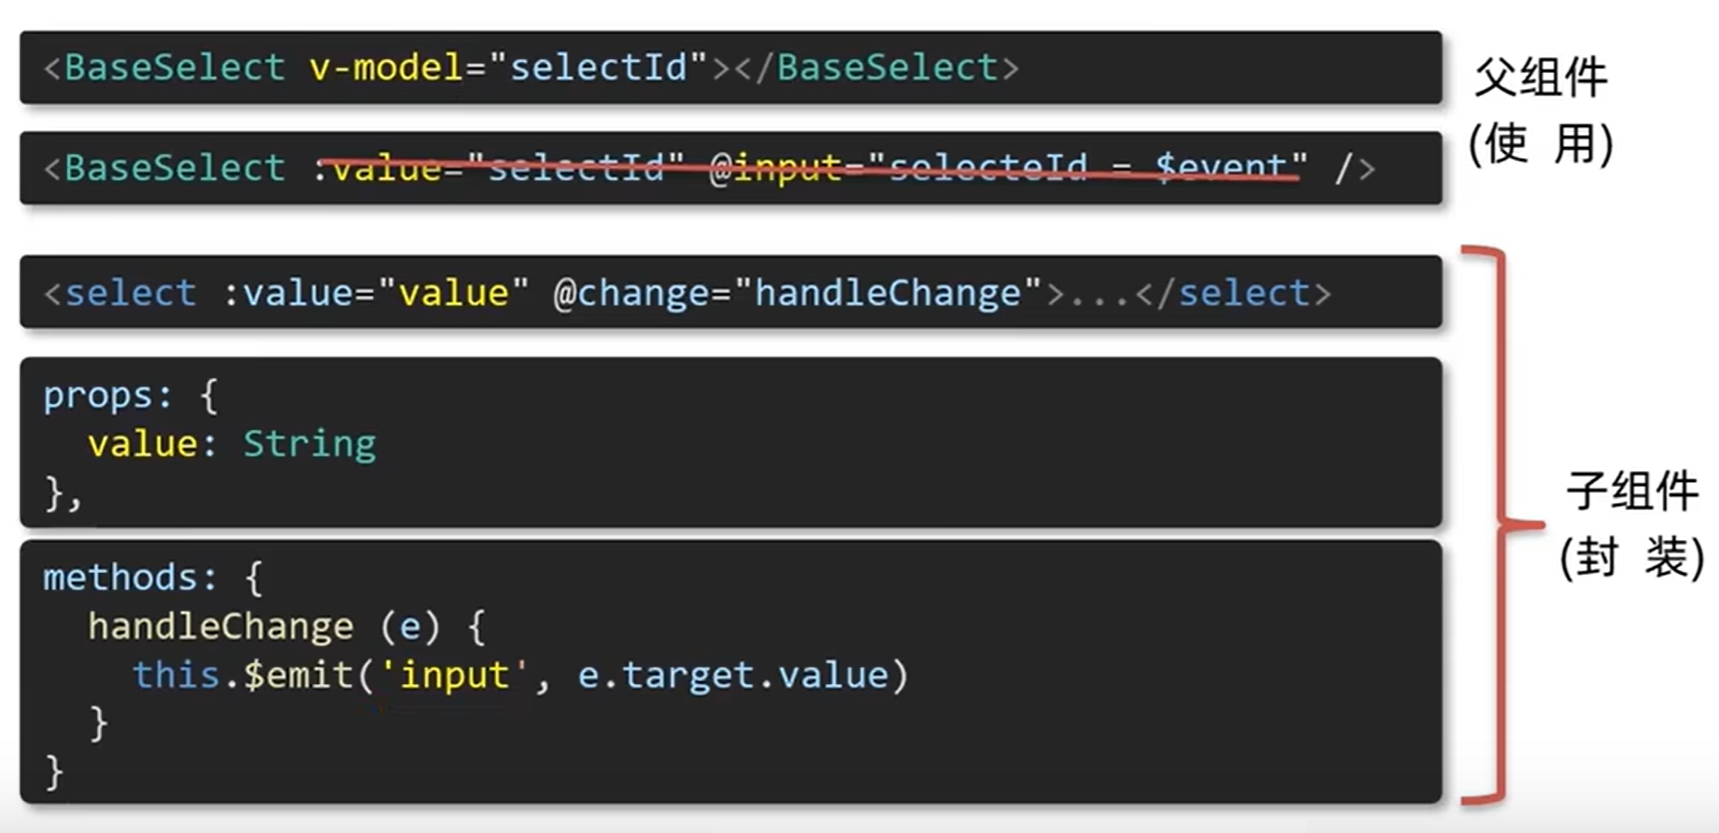 <BaseSelect v-model="selectId"></BaseSelect>
父组件
(使 用)
<BaseSelect :value="selectId" @input="selecteId = $event" />
<select :value="value" @change="handleChange">...</select>
props: {
  value: String
},
子组件
(封 装)
methods: {
  handleChange (e) {
    this.$emit('input', e.target.value)
  }
}